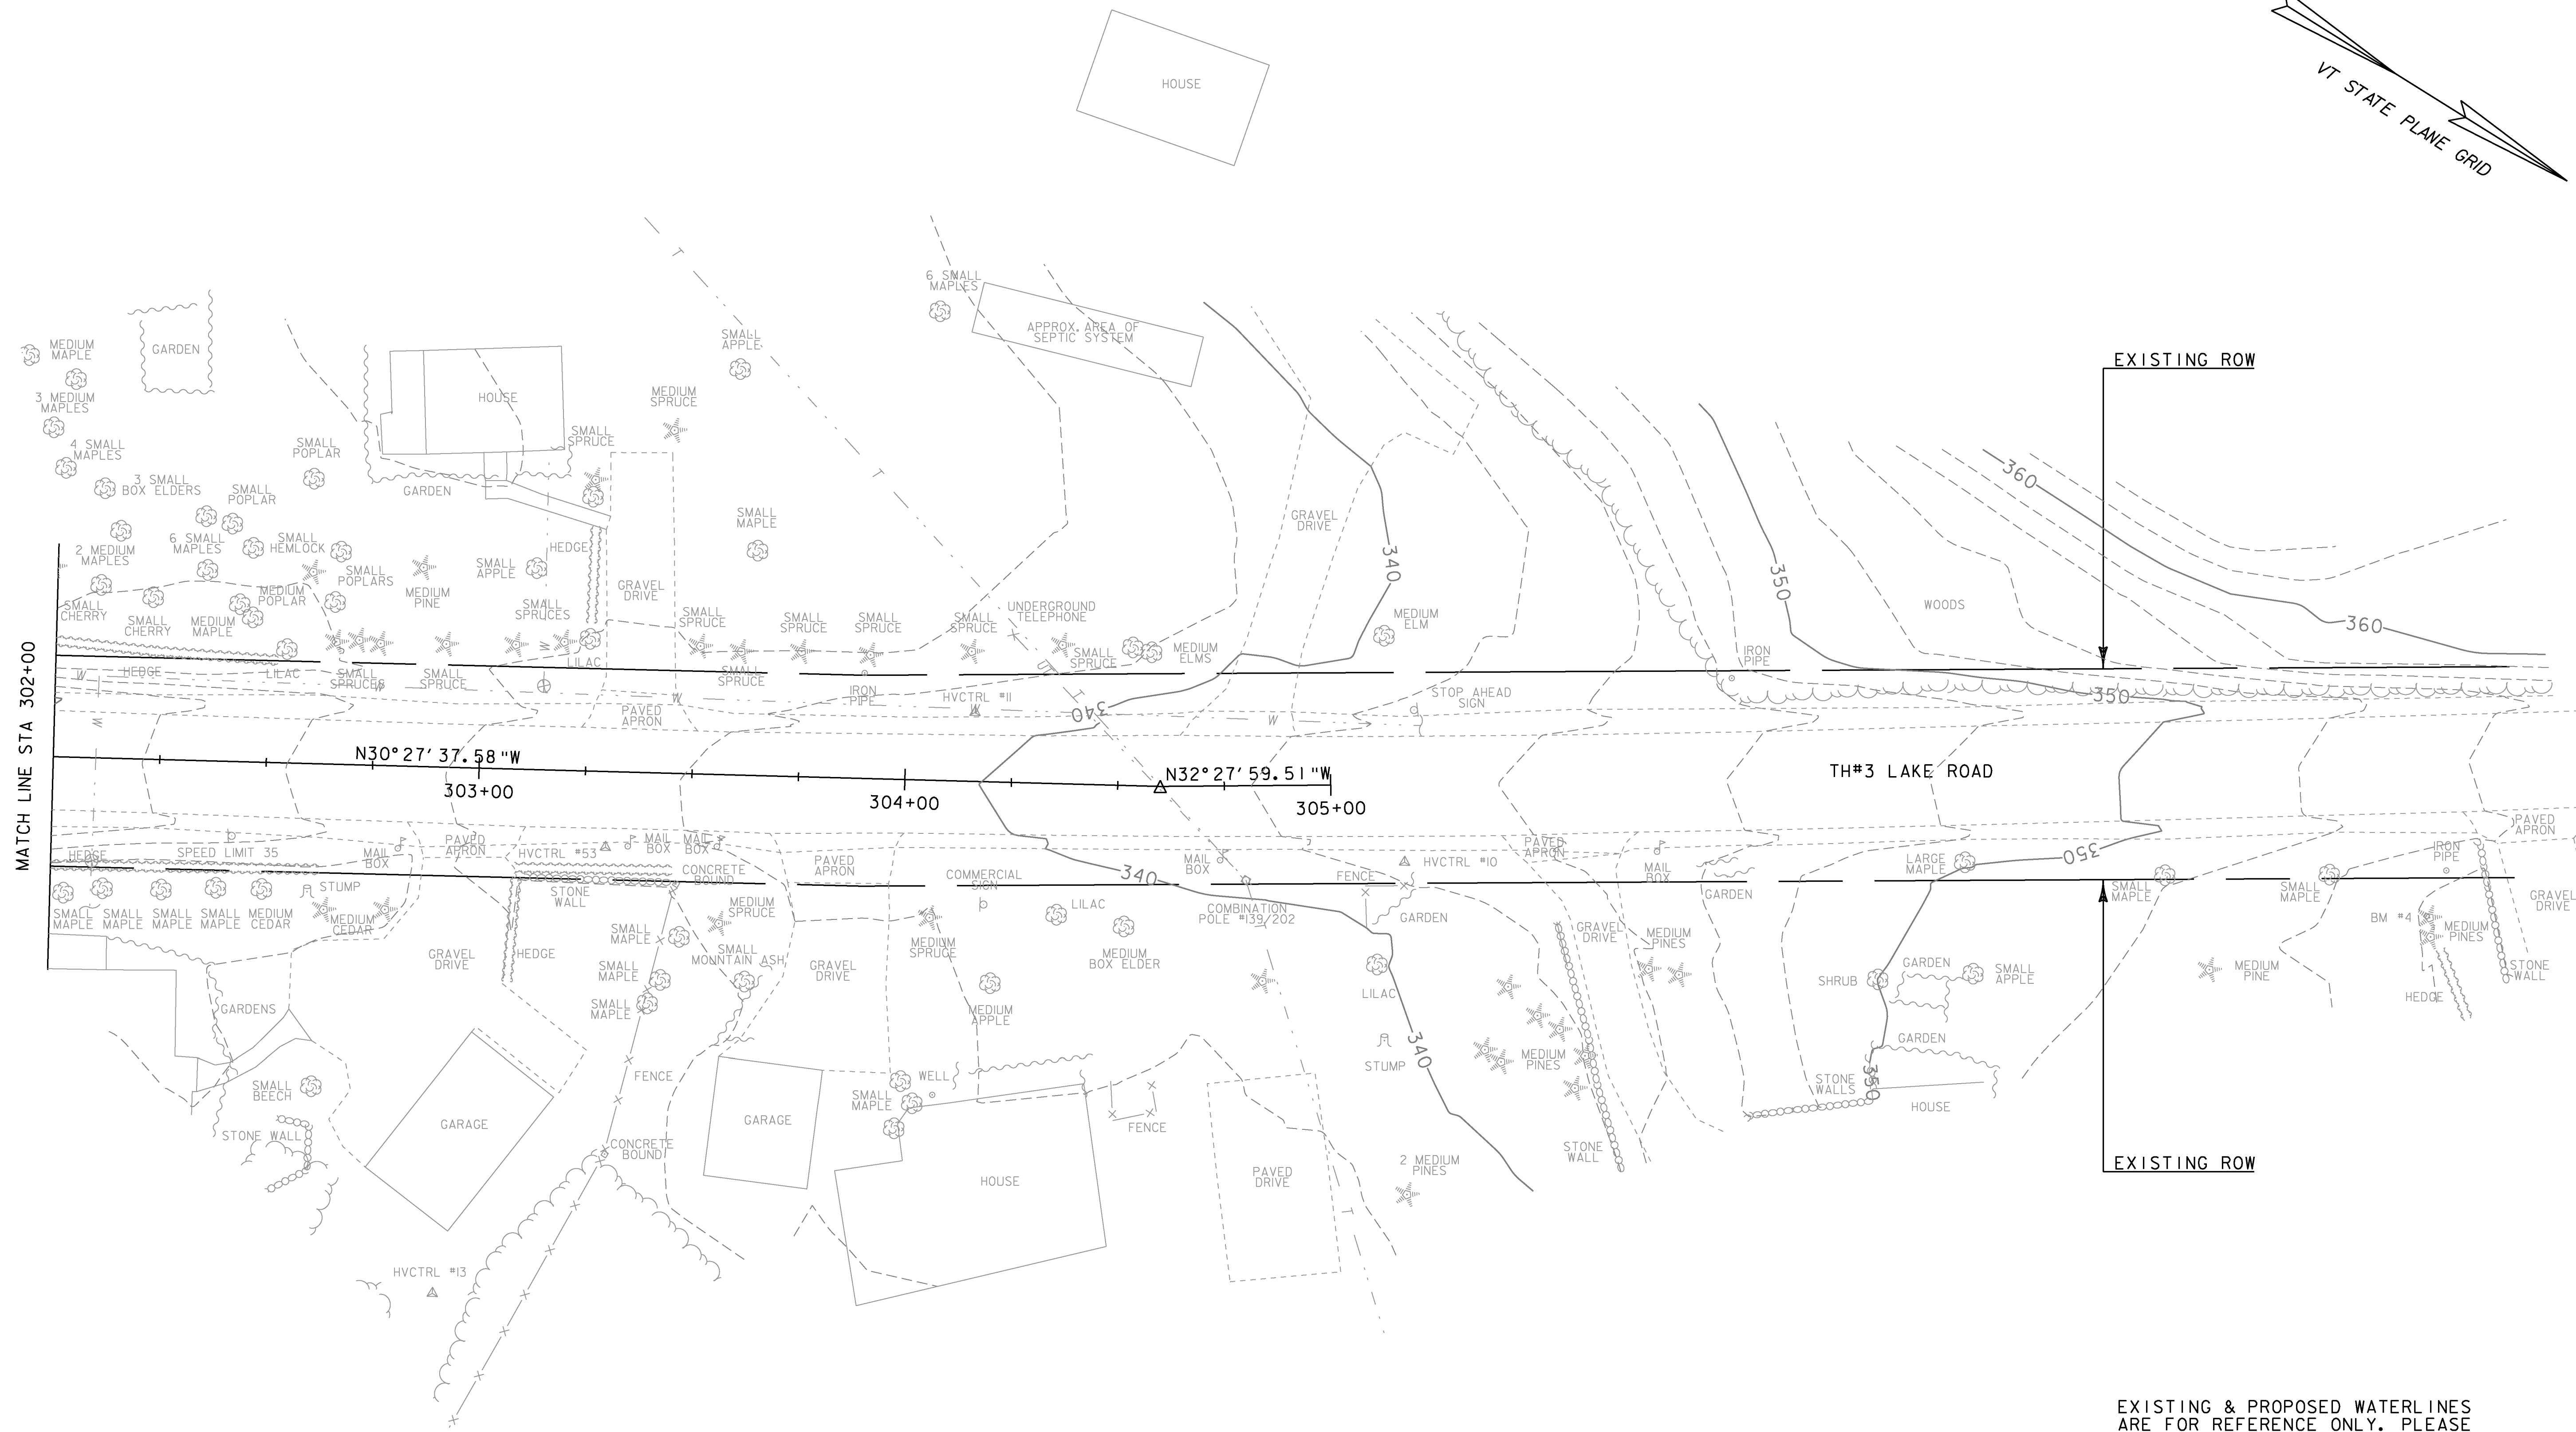 VT STATE PLANE GRID
HOUSE
6 SMALL
MAPLES
APPROX. AREA OF
SEPTIC SYSTEM
EXISTING ROW
MEDIUM
MAPLE
GARDEN
SMALL
APPLE
3 MEDIUM
MAPLES
HOUSE
MEDIUM
SPRUCE
4 SMALL
MAPLES
SMALL
POPLAR
SMALL
SPRUCE
3 SMALL
BOX ELDERS
SMALL
POPLAR
GARDEN
360
SMALL
MAPLE
GRAVEL
DRIVE
2 MEDIUM
MAPLES
6 SMALL
MAPLES
SMALL
HEMLOCK
HEDGE
SMALL
APPLE
SMALL
POPLARS
340
350
SMALL
CHERRY
MEDIUM
POPLAR
MEDIUM
PINE
GRAVEL
DRIVE
WOODS
SMALL
CHERRY
MEDIUM
MAPLE
SMALL
SPRUCES
SMALL
SPRUCE
SMALL
SPRUCE
SMALL
SPRUCE
SMALL
SPRUCE
UNDERGROUND
TELEPHONE
MEDIUM
ELM
360
SMALL
SPRUCE
MEDIUM
ELMS
IRON
PIPE
HEDGE
LILAC
SMALL
SPRUCES
SMALL
SPRUCE
LILAC
SMALL
SPRUCE
IRON
PIPE
HVCTRL #11
STOP AHEAD
SIGN
350
W
W
W
W
W
W
T
T
T
PAVED
APRON
340
MATCH LINE STA 302+00
N30°27'37.58"W
303+00
304+00
N32°27'59.51"W
305+00
TH#3 LAKE ROAD
HEDGE
SPEED LIMIT 35
MAIL
BOX
PAVED
APRON
HVCTRL #53
MAIL
BOX
MAIL
BOX
CONCRETE
BOUND
PAVED
APRON
COMMERCIAL
SIGN
340
MAIL
BOX
FENCE
HVCTRL #10
PAVED
APRON
MAIL
BOX
GARDEN
LARGE
MAPLE
350
SMALL
MAPLE
SMALL
MAPLE
IRON
PIPE
PAVED
APRON
STUMP
STONE
WALL
SMALL
MAPLE
SMALL
MAPLE
SMALL
MAPLE
SMALL
MAPLE
MEDIUM
CEDAR
MEDIUM
CEDAR
MEDIUM
SPRUCE
LILAC
COMBINATION
POLE #139/202
GARDEN
GRAVEL
DRIVE
MEDIUM
PINES
BM #4
MEDIUM
PINES
GRAVEL
DRIVE
GRAVEL
DRIVE
HEDGE
SMALL
MAPLE
SMALL
MAPLE
SMALL
MAPLE
SMALL
MOUNTAIN ASH
GRAVEL
DRIVE
MEDIUM
SPRUCE
MEDIUM
BOX ELDER
LILAC
SHRUB
GARDEN
SMALL
APPLE
MEDIUM
PINE
STONE
WALL
HEDGE
GARDENS
MEDIUM
APPLE
340
STUMP
MEDIUM
PINES
GARDEN
SMALL
BEECH
FENCE
WELL
SMALL
MAPLE
STONE
WALLS
350
HOUSE
STONE WALL
GARAGE
CONCRETE
BOUND
GARAGE
FENCE
STONE
WALL
HOUSE
PAVED
DRIVE
2 MEDIUM
PINES
T
EXISTING ROW
HVCTRL #13
EXISTING & PROPOSED WATERLINES
ARE FOR REFERENCE ONLY. PLEASE